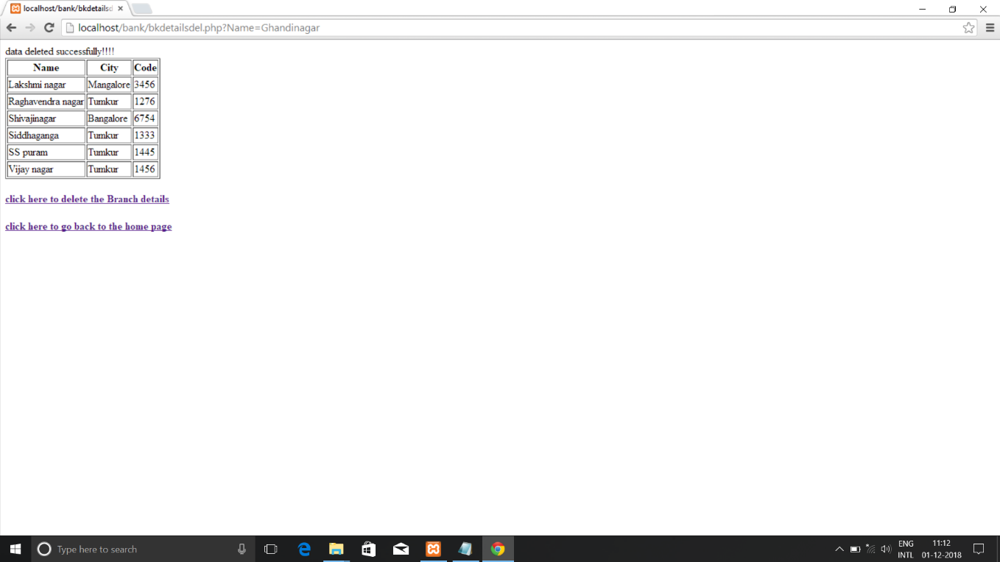 localhost/bank/bkdetailsd
localhost/bank/bkdetailsdel.php?Name=Ghandinagar
data deleted successfully!!!!
Name City Code
Lakshmi nagar Mangalore 3456
Raghavendra nagar Tumkur 1276
Shivajinagar Bangalore 6754
Siddhaganga Tumkur 1333
SS puram Tumkur 1445
Vijay nagar Tumkur 1456
click here to delete the Branch details
click here to go back to the home page
Type here to search
ENG 11:12
INTL 01-12-2018